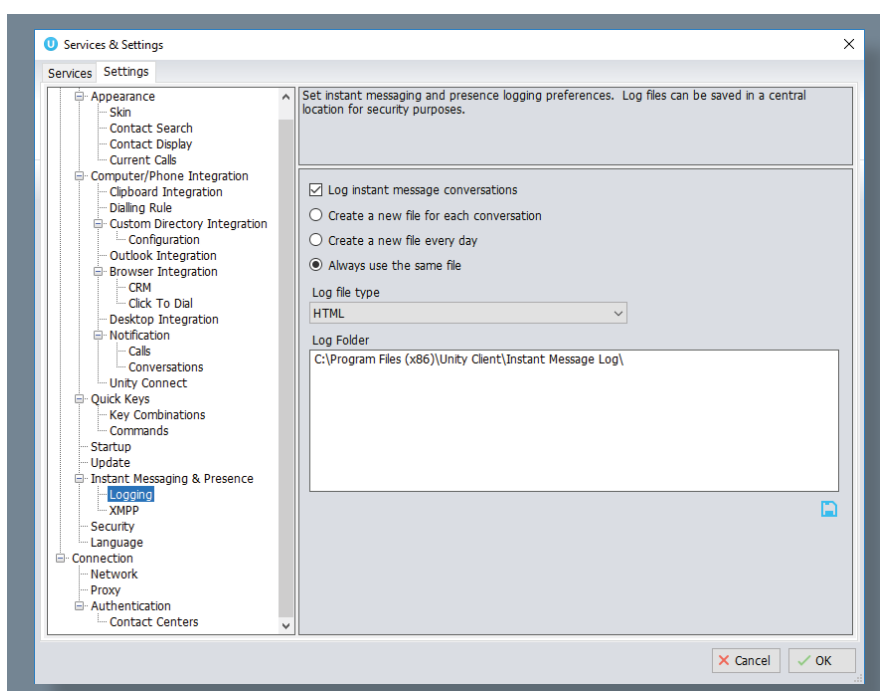 Services & Settings
Services Settings
Appearance
Skin
Contact Search
Contact Display
Current Calls
Computer/Phone Integration
Clipboard Integration
Dialling Rule
Custom Directory Integration
Configuration
Outlook Integration
Browser Integration
CRM
Click To Dial
Desktop Integration
Notification
Calls
Conversations
Unity Connect
Quick Keys
Key Combinations
Commands
Startup
Update
Instant Messaging & Presence
Logging
XMPP
Security
Language
Connection
Network
Proxy
Authentication
Contact Centers
Set instant messaging and presence logging preferences. Log files can be saved in a central
location for security purposes.
Log instant message conversations
Create a new file for each conversation
Create a new file every day
Always use the same file
Log file type
HTML
Log Folder
C:\Program Files (x86)\Unity Client\Instant Message Log\
Cancel OK